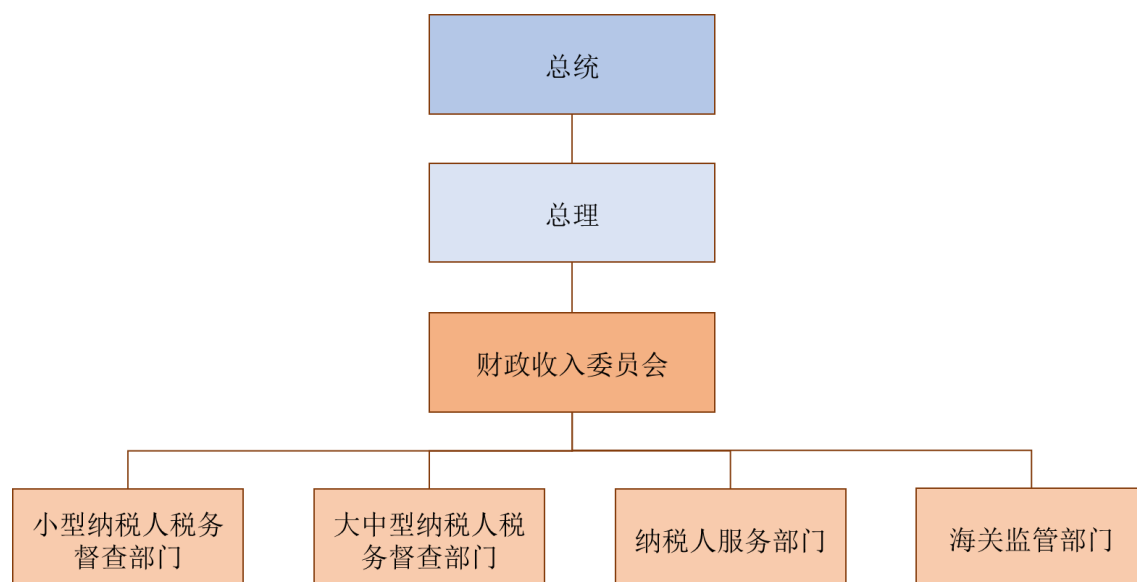 总统
总理
财政收入委员会
小型纳税人税务
督查部门
大中型纳税人税
务督查部门
纳税人服务部门
海关监管部门